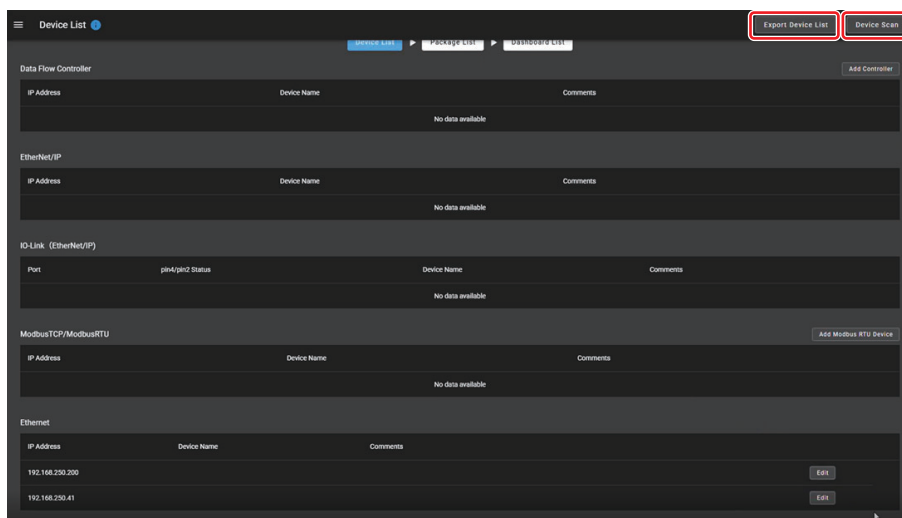 Device List Export Device List Device Scan
Device List Package List Dashboard List
Data Flow Controller Add Controller
IP Address Device Name Comments
No data available
EtherNet/IP
IP Address Device Name Comments
No data available
IO-Link (EtherNet/IP)
Port pin4/pin2 Status Device Name Comments
No data available
ModbusTCP/ModbusRTU Add Modbus RTU Device
IP Address Device Name Comments
No data available
Ethernet
IP Address Device Name Comments
192.168.250.200 Edit
192.168.250.41 Edit